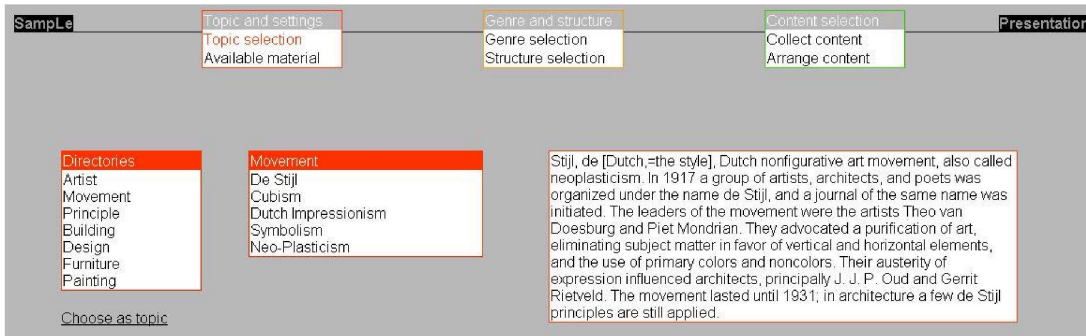 SampLe
Topic and settings
Topic selection
Available material
Genre and structure
Genre selection
Structure selection
Content selection
Collect content
Arrange content
Presentation
Directories
Artist
Movement
Principle
Building
Design
Furniture
Painting
Choose as topic
Movement
De Stijl
Cubism
Dutch Impressionism
Symbolism
Neo-Plasticism
Stijl, de [Dutch,=the style], Dutch nonfigurative art movement, also called
neoplasticism. In 1917 a group of artists, architects, and poets was
organized under the name de Stijl, and a journal of the same name was
initiated. The leaders of the movement were the artists Theo van
Doesburg and Piet Mondrian. They advocated a purification of art,
eliminating subject matter in favor of vertical and horizontal elements,
and the use of primary colors and noncolors. Their austerity of
expression influenced architects, principally J. J. P. Oud and Gerrit
Rietveld. The movement lasted until 1931; in architecture a few de Stijl
principles are still applied.